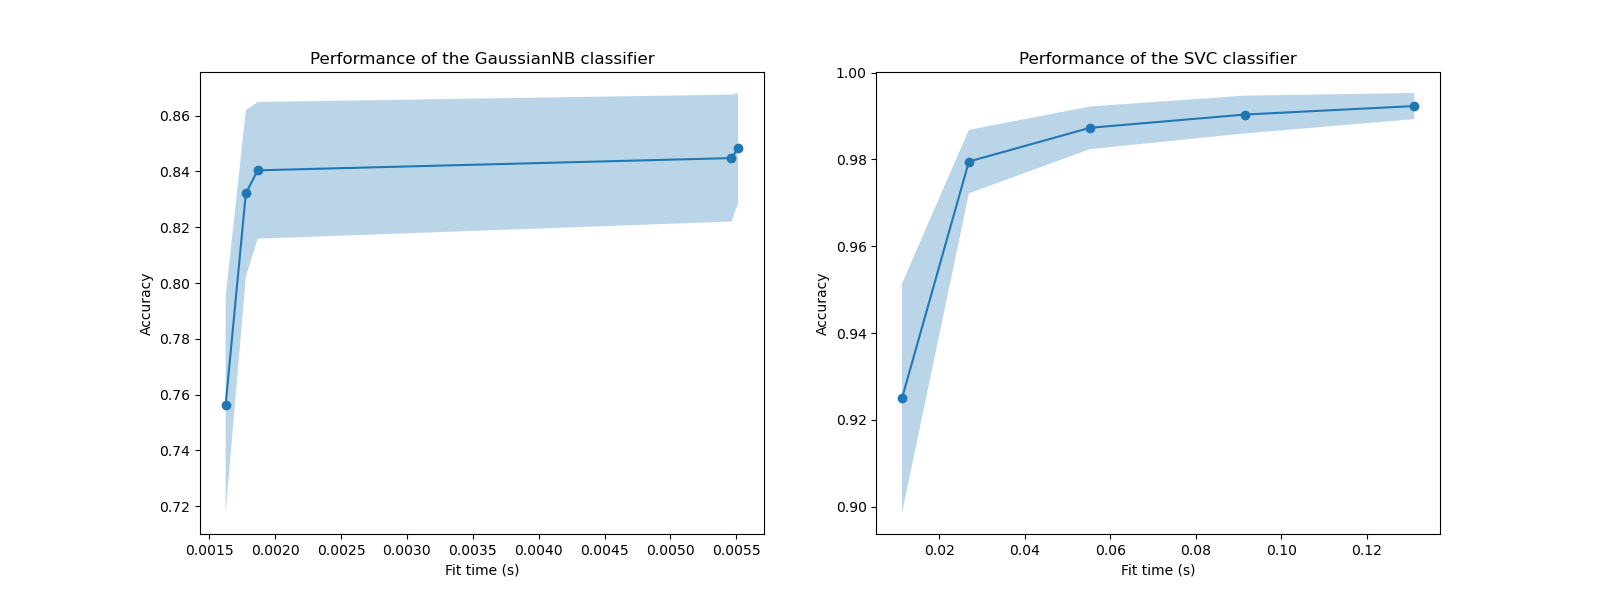 Performance of the GaussianNB classifier
Accuracy
0.86
0.84
0.82
0.80
0.78
0.76
0.74
0.72
0.0015 0.0020 0.0025 0.0030 0.0035 0.0040 0.0045 0.0050 0.0055
Fit time (s)
Performance of the SVC classifier
Accuracy
1.00
0.98
0.96
0.94
0.92
0.90
0.02 0.04 0.06 0.08 0.10 0.12
Fit time (s)